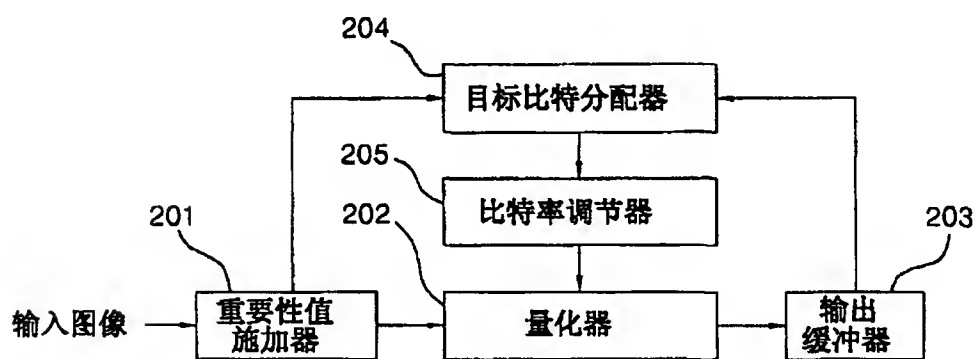 204
目标比特分配器
205
比特率调节器
201
202
203
输入图像
重要性值
施加器
量化器
输出
缓冲器